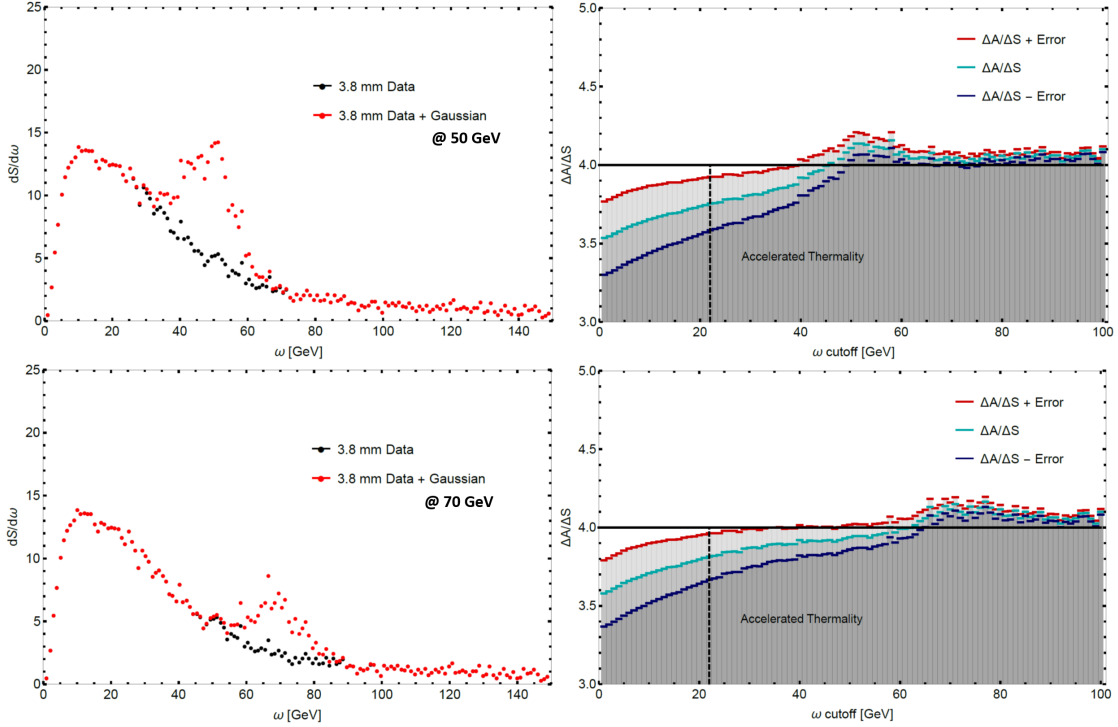 25
20
15
10
5
0
dS/dω
3.8 mm Data
3.8 mm Data + Gaussian
@ 50 GeV
0 20 40 60 80 100 120 140
ω [GeV]
5.0
4.5
4.0
3.5
3.0
ΔA/ΔS
ΔA/ΔS + Error
ΔA/ΔS
ΔA/ΔS − Error
Accelerated Thermality
0 20 40 60 80 100
ω cutoff [GeV]
25
20
15
10
5
0
dS/dω
3.8 mm Data
3.8 mm Data + Gaussian
@ 70 GeV
0 20 40 60 80 100 120 140
ω [GeV]
5.0
4.5
4.0
3.5
3.0
ΔA/ΔS
ΔA/ΔS + Error
ΔA/ΔS
ΔA/ΔS − Error
Accelerated Thermality
0 20 40 60 80 100
ω cutoff [GeV]